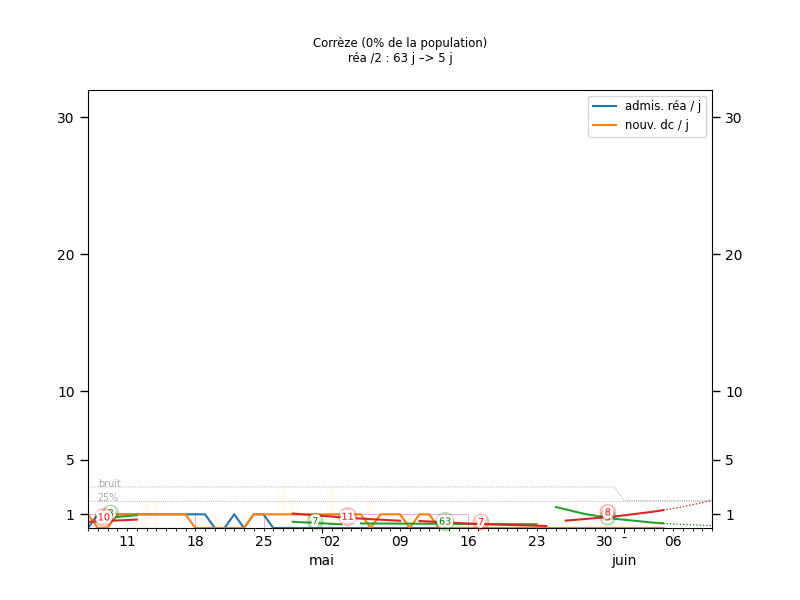 Corrèze (0% de la population)
réa /2 : 63 j –> 5 j
admis. réa / j
nouv. dc / j
30 30
20 20
10 10
5 5
bruit
25%
1 1
10 7 11 63 7 8
11 18 25 02 09 16 23 30 06
mai juin